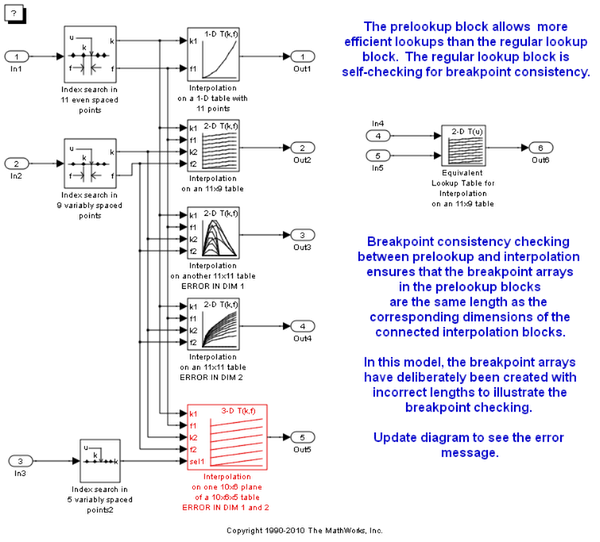 ?
1
In1
u
k
f
k
f
Index search in
11 even spaced
points
k1
f1
1-D T(k,f)
Interpolation
on a 1-D table with
11 points
1
Out1
The prelookup block allows more
efficient lookups than the regular lookup
block. The regular lookup block is
self-checking for breakpoint consistency.
2
In2
u
k
f
k
f
Index search in
9 variably spaced
points
k1
f1
k2
f2
2-D T(k,f)
Interpolation
on an 11x9 table
2
Out2
In4
4
5
In5
2-D T(u)
Equivalent
Lookup Table for
Interpolation
on an 11x9 table
6
Out6
k1
f1
k2
f2
2-D T(k,f)
Interpolation
on another 11x11 table
ERROR IN DIM 1
3
Out3
k1
f1
k2
f2
2-D T(k,f)
Interpolation
on an 11x11 table
ERROR IN DIM 2
4
Out4
Breakpoint consistency checking
between prelookup and interpolation
ensures that the breakpoint arrays
in the prelookup blocks
are the same length as the
corresponding dimensions of the
connected interpolation blocks.
In this model, the breakpoint arrays
have deliberately been created with
incorrect lengths to illustrate the
breakpoint checking.
Update diagram to see the error
message.
3
In3
u
k
k
Index search in
5 variably spaced
points2
k1
f1
k2
f2
sel1
3-D T(k,f)
Interpolation
on one 10x6 plane
of a 10x6x5 table
ERROR IN DIM 1 and 2
5
Out5
Copyright 1990-2010 The MathWorks, Inc.